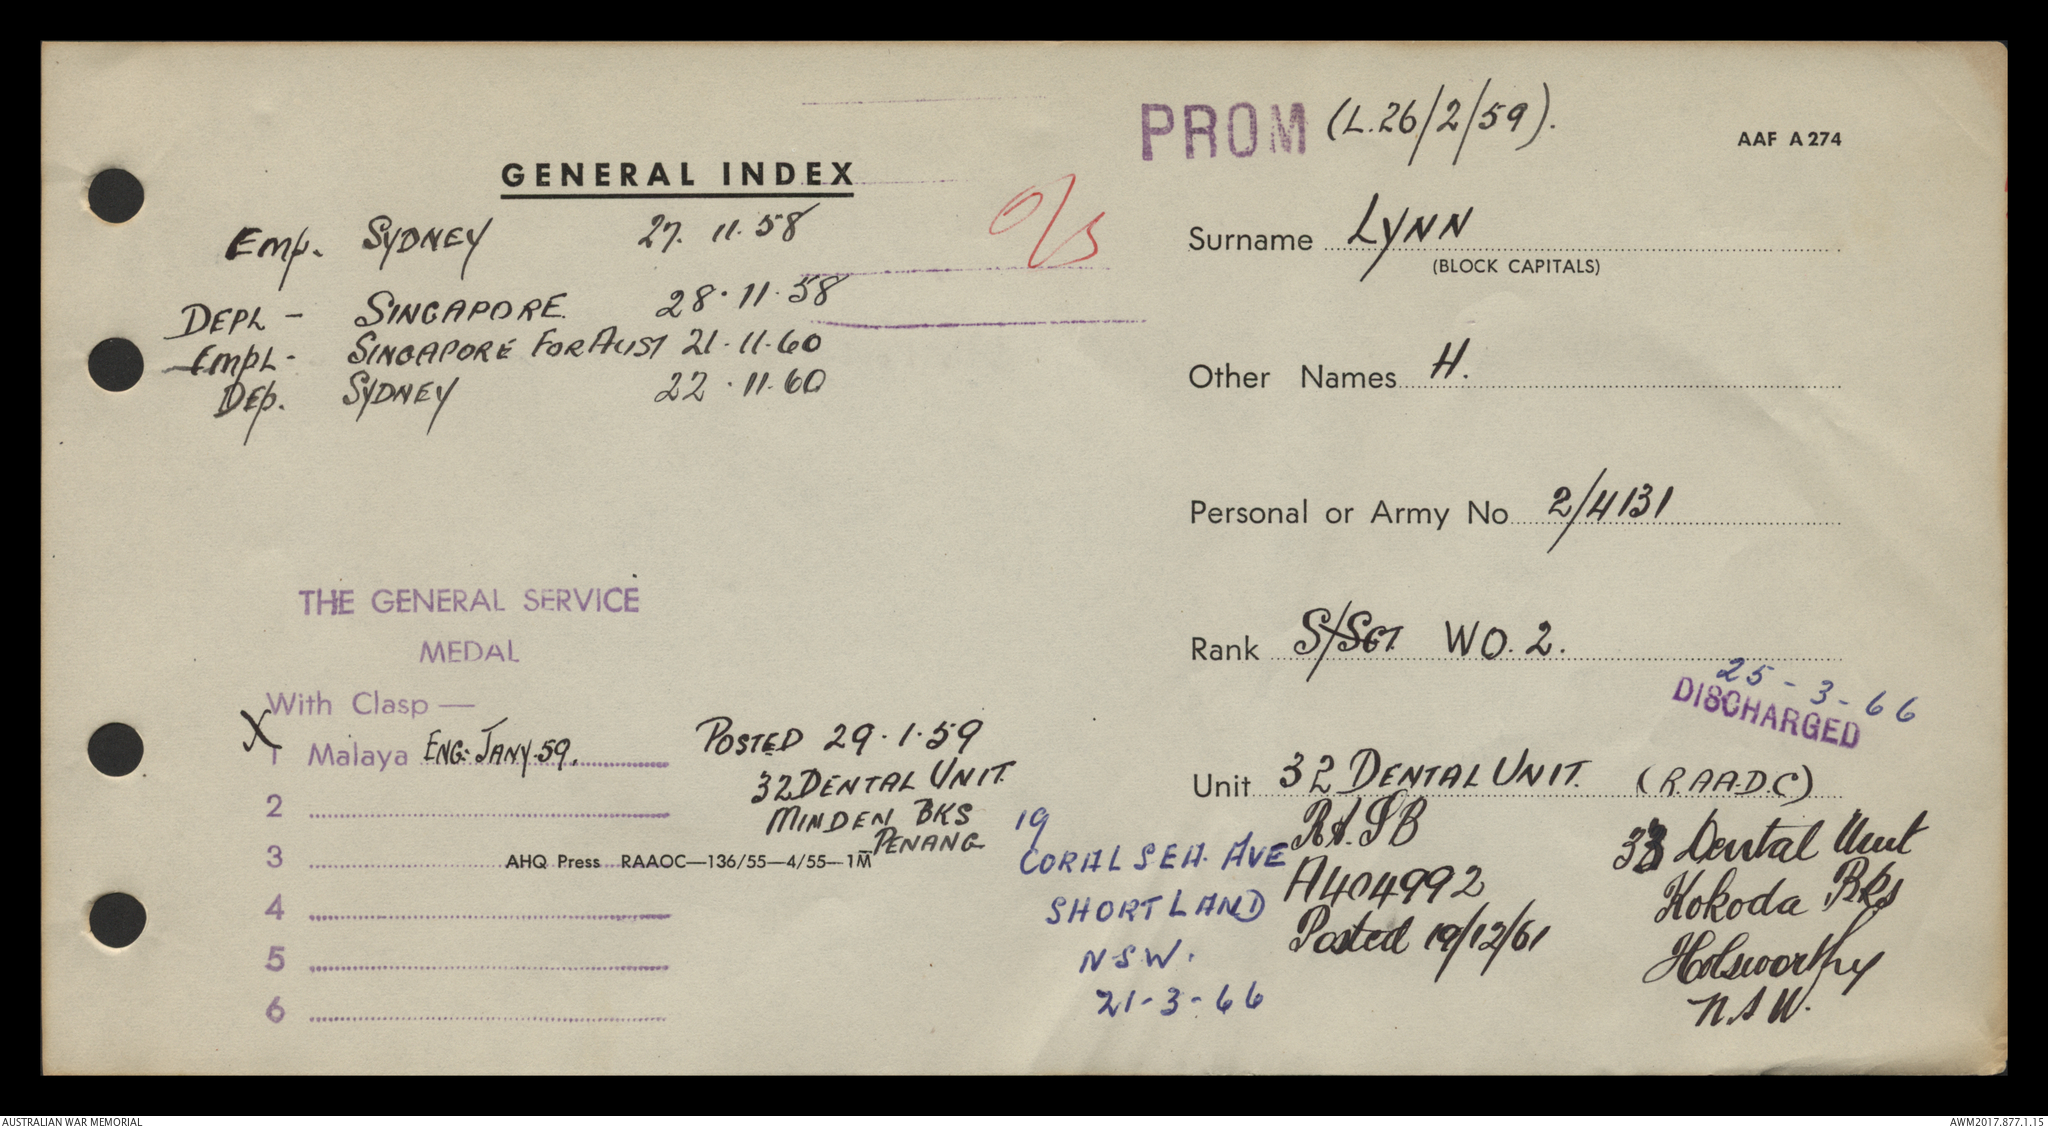 PROM (L.26/2/59).
AAF A274
GENERAL INDEX
Emp. SYDNEY 27. 11. 58
DEPL - SINGAPORE 28. 11. 58
EMPL - SINGAPORE FOR AUST 21. 11. 60
DEP. SYDNEY 22. 11. 60
O/S
Surname LYNN
(BLOCK CAPITALS)
Other Names H.
Personal or Army No 2/4131
Rank S/SGT WO. 2.
25-3-66
DISCHARGED
Unit 32 DENTAL UNIT. (R.A.A.D.C)
THE GENERAL SERVICE
MEDAL
With Clasp —
X
1 Malaya ENG: JANY. 59.
2
3
4
5
6
POSTED 29. 1. 59
32 DENTAL UNIT
MINDEN BKS
PENANG
AHQ Press RAAOC—136/55—4/55—1M
19
CORAL SEA. AVE
SHORTLAND
NSW.
21-3-66
A404992
Posted 19/12/61
33 Dental Unit
Kokoda Bks
Holsworthy
N.S.W.
AUSTRALIAN WAR MEMORIAL
AWM2017.877.1.15